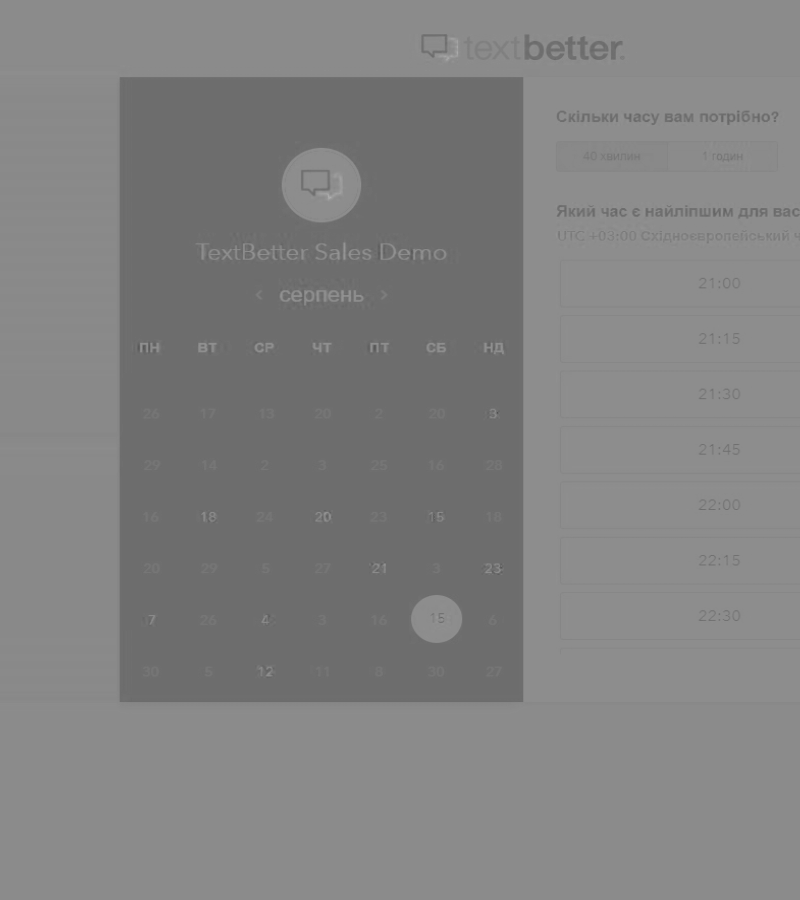 textbetter.
TextBetter Sales Demo
‹ серпень ›
ПН ВТ СР ЧТ ПТ СБ НД
26 17 13 20 2 20 3
29 14 2 3 25 16 28
16 18 24 20 23 15 18
20 29 5 27 21 3 23
7 26 4 3 16 15 6
30 5 12 11 8 30 27
Скільки часу вам потрібно?
40 хвилин 1 годин
Який час є найліпшим для вас
UTC +03:00 Східноєвропейський ч
21:00
21:15
21:30
21:45
22:00
22:15
22:30